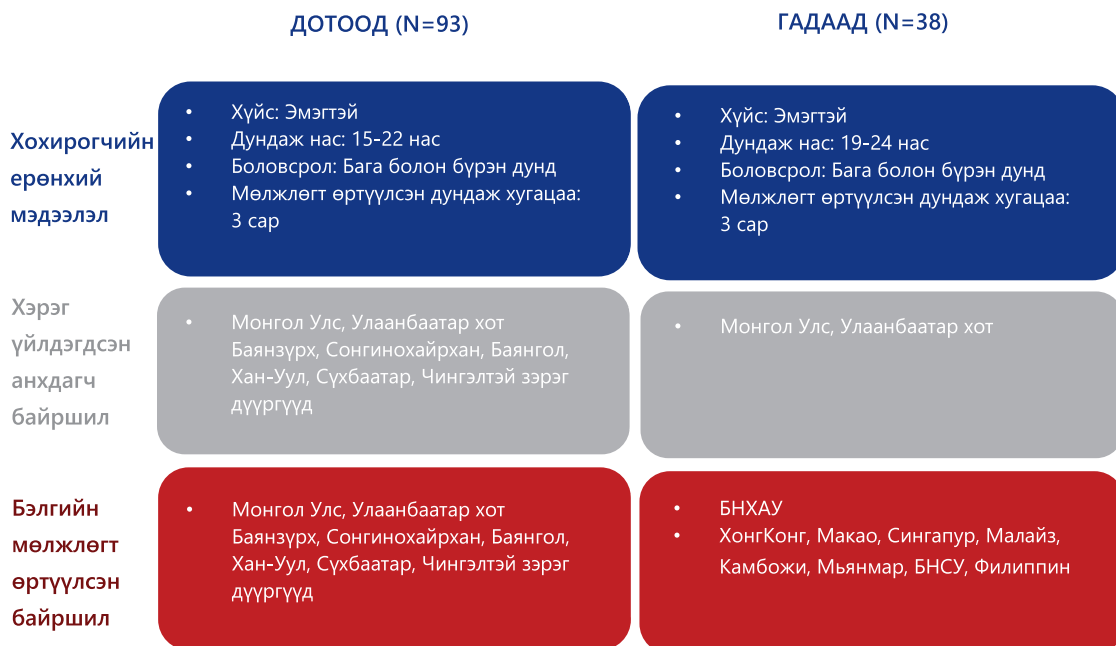 ДОТООД (N=93)
ГАДААД (N=38)
Хохирогчийн
ерөнхий
мэдээлэл
• Хүйс: Эмэгтэй
• Дундаж нас: 15-22 нас
• Боловсрол: Бага болон бүрэн дунд
• Мөлжлөгт өртүүлсэн дундаж хугацаа:
3 сар
• Хүйс: Эмэгтэй
• Дундаж нас: 19-24 нас
• Боловсрол: Бага болон бүрэн дунд
• Мөлжлөгт өртүүлсэн дундаж хугацаа:
3 сар
Хэрэг
үйлдэгдсэн
анхдагч
байршил
• Монгол Улс, Улаанбаатар хот
Баянзүрх, Сонгинохайрхан, Баянгол,
Хан-Уул, Сүхбаатар, Чингэлтэй зэрэг
дүүргүүд
• Монгол Улс, Улаанбаатар хот
Бэлгийн
мөлжлөгт
өртүүлсэн
байршил
• Монгол Улс, Улаанбаатар хот
Баянзүрх, Сонгинохайрхан, Баянгол,
Хан-Уул, Сүхбаатар, Чингэлтэй зэрэг
дүүргүүд
• БНХАУ
• ХонгКонг, Макао, Сингапур, Малайз,
Камбожи, Мьянмар, БНСУ, Филиппин